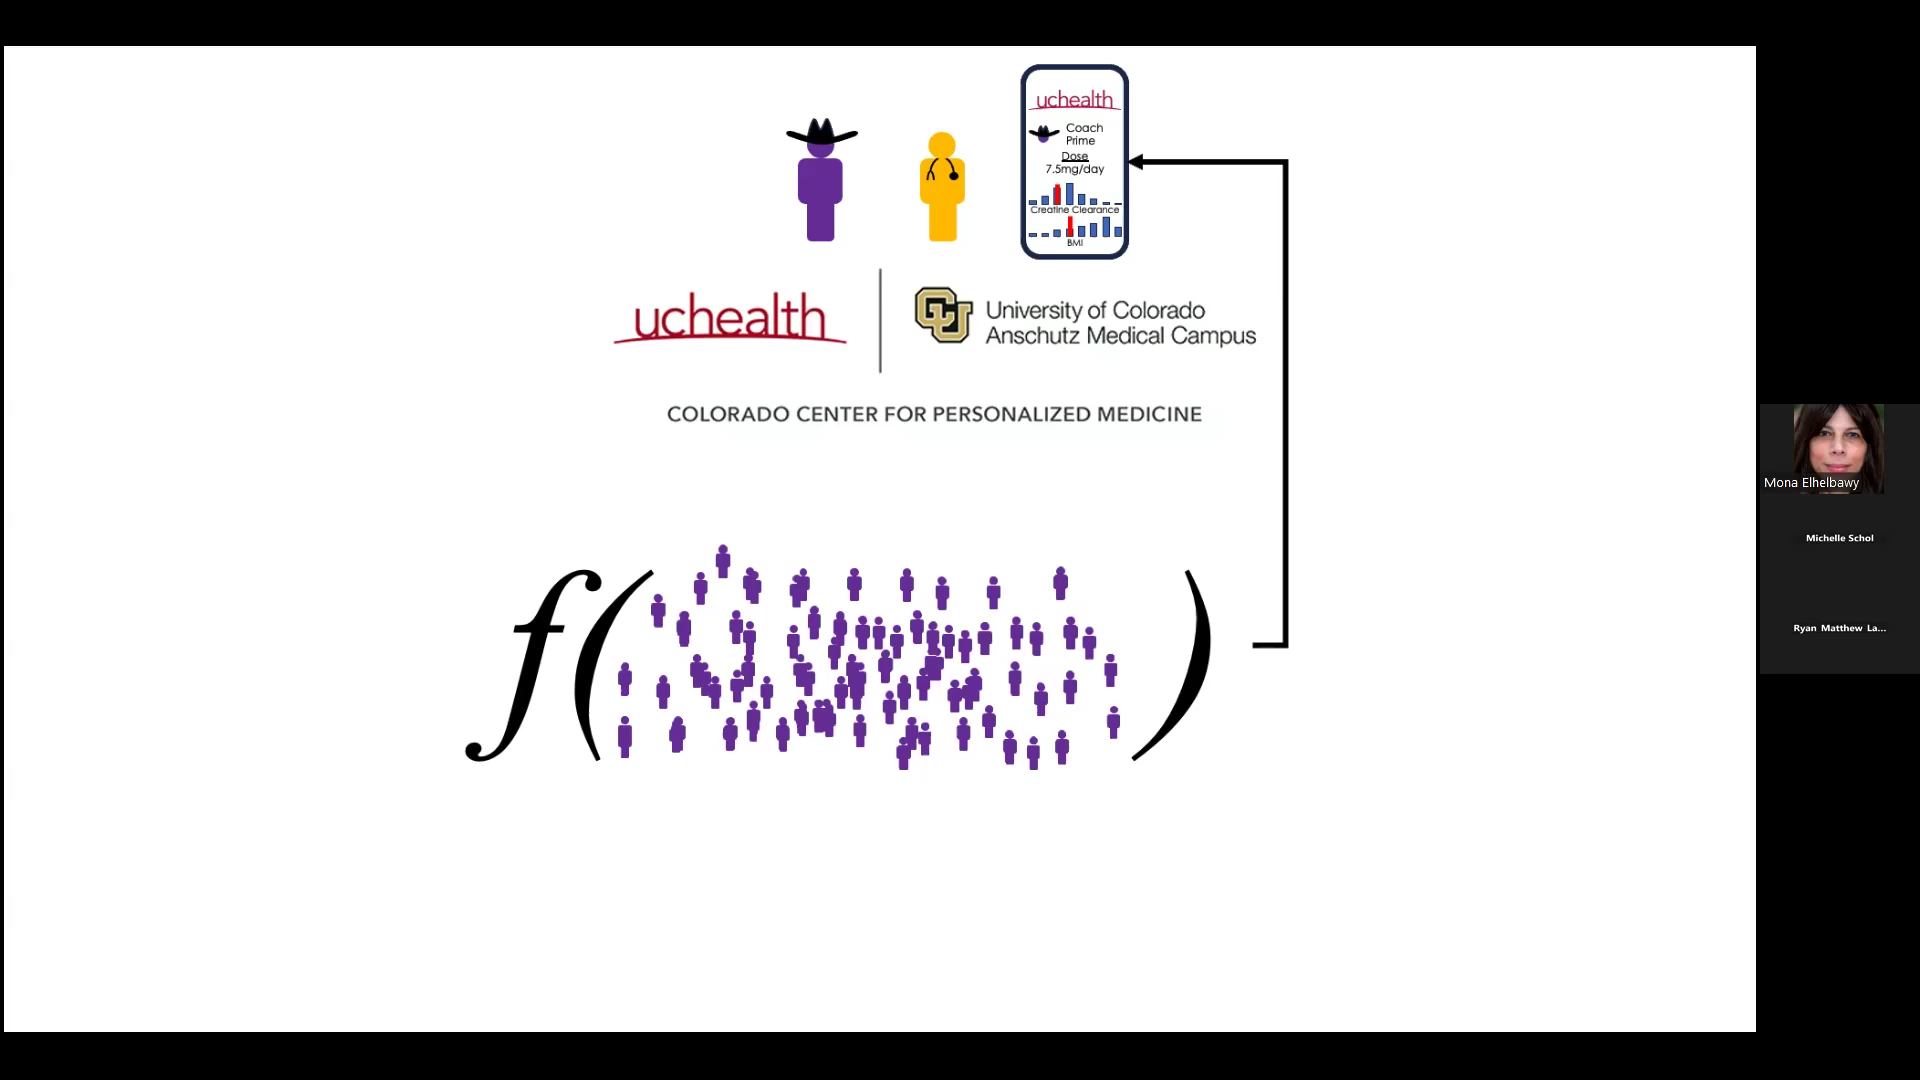 uchealth
Coach
Prime
Dose
7.5mg/day
Creatine Clearance
BMI
uchealth
CU
University of Colorado
Anschutz Medical Campus
COLORADO CENTER FOR PERSONALIZED MEDICINE
f( )
Mona Elhelbawy
Michelle Schol
Ryan Matthew La...